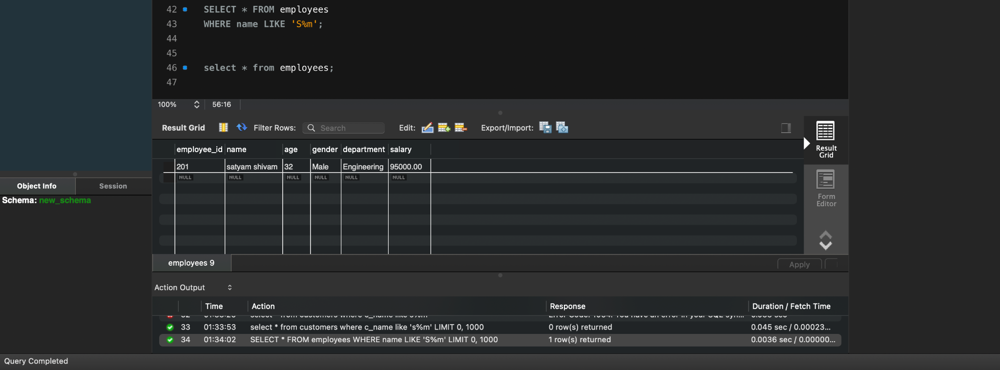 42 SELECT * FROM employees
43 WHERE name LIKE 'S%m';
44
45
46 select * from employees;
47
100% 56:16
Result Grid Filter Rows: Search Edit: Export/Import:
Result Grid
Form Editor
employee_id name age gender department salary
201 satyam shivam 32 Male Engineering 95000.00
NULL NULL NULL NULL NULL NULL
Object Info Session
Schema: new_schema
employees 9 Apply
Action Output
Time Action Response Duration / Fetch Time
33 01:33:53 select * from customers where c_name like 's%m' LIMIT 0, 1000 0 row(s) returned 0.045 sec / 0.00023...
34 01:34:02 SELECT * FROM employees WHERE name LIKE 'S%m' LIMIT 0, 1000 1 row(s) returned 0.0036 sec / 0.00000...
Query Completed